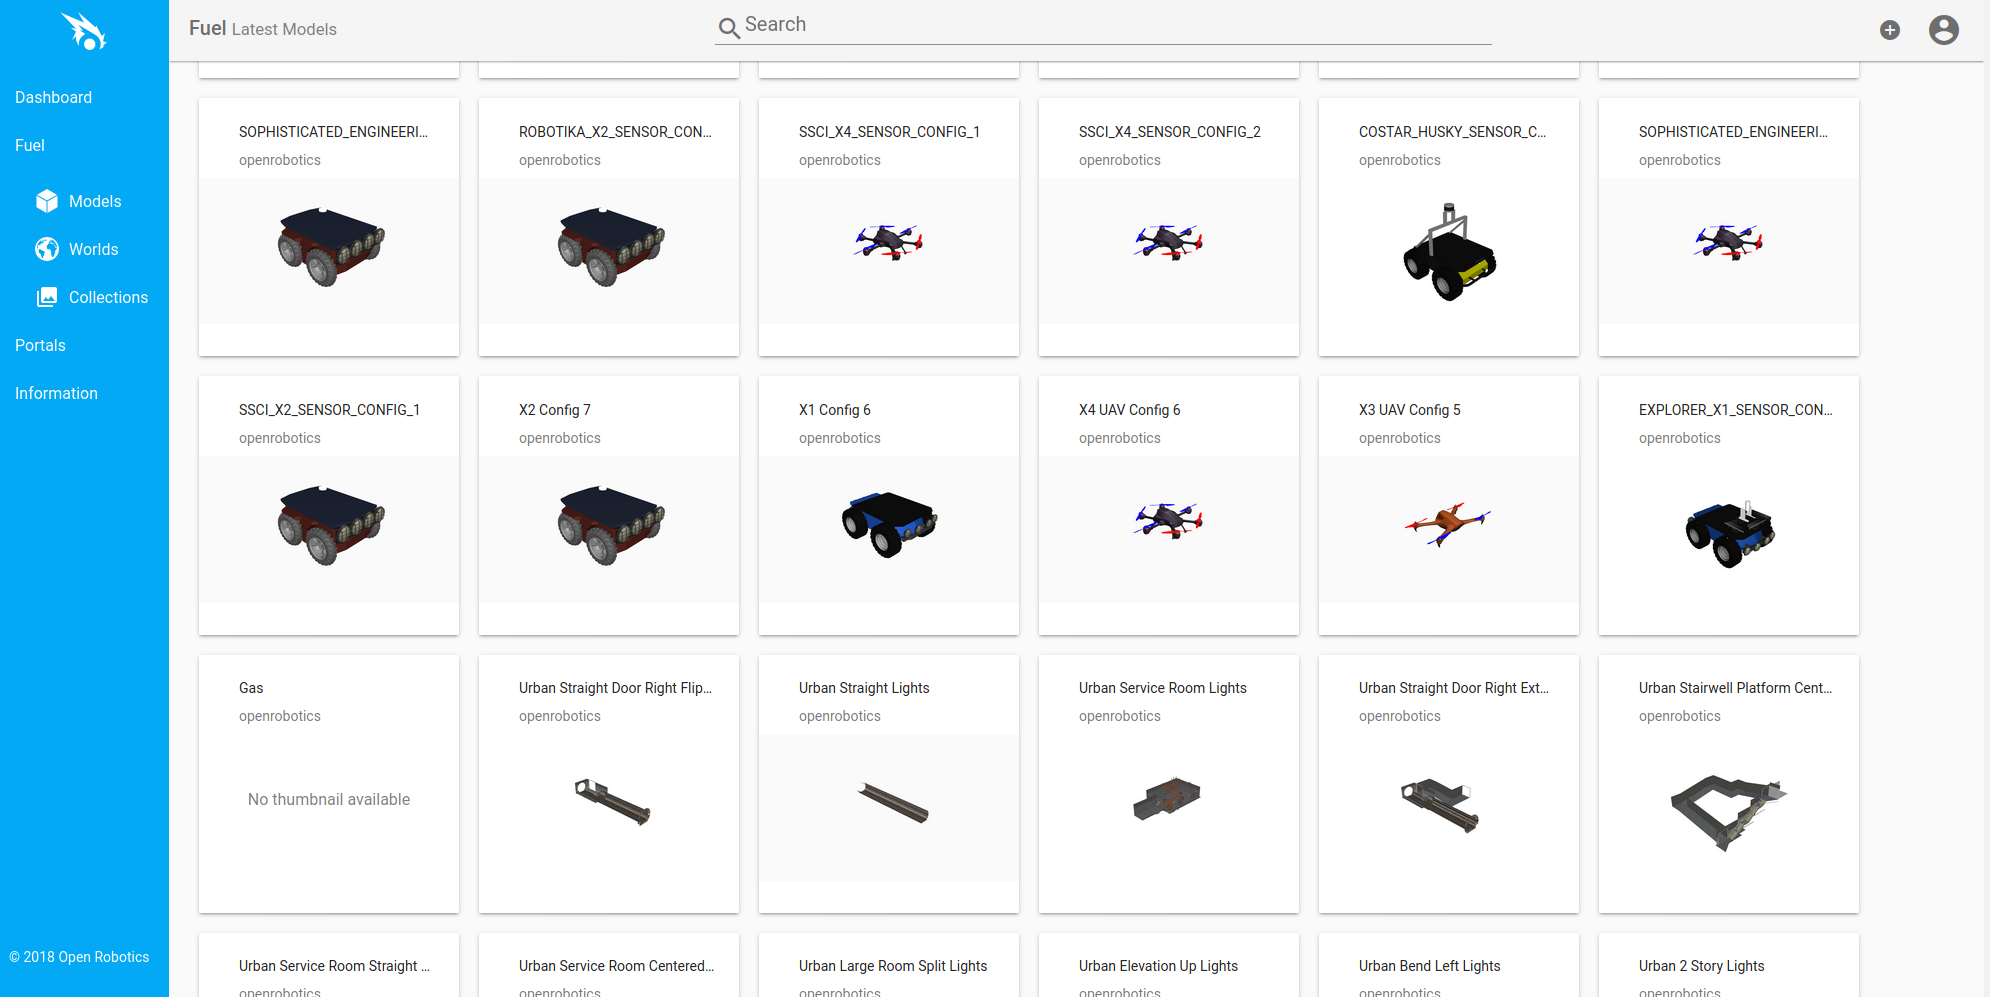 Fuel Latest Models
Search
Dashboard
Fuel
Models
Worlds
Collections
Portals
Information
© 2018 Open Robotics
SOPHISTICATED_ENGINEERI...
openrobotics
ROBOTIKA_X2_SENSOR_CON...
openrobotics
SSCI_X4_SENSOR_CONFIG_1
openrobotics
SSCI_X4_SENSOR_CONFIG_2
openrobotics
COSTAR_HUSKY_SENSOR_C...
openrobotics
SOPHISTICATED_ENGINEERI...
openrobotics
SSCI_X2_SENSOR_CONFIG_1
openrobotics
X2 Config 7
openrobotics
X1 Config 6
openrobotics
X4 UAV Config 6
openrobotics
X3 UAV Config 5
openrobotics
EXPLORER_X1_SENSOR_CON...
openrobotics
Gas
openrobotics
No thumbnail available
Urban Straight Door Right Flip...
openrobotics
Urban Straight Lights
openrobotics
Urban Service Room Lights
openrobotics
Urban Straight Door Right Ext...
openrobotics
Urban Stairwell Platform Cent...
openrobotics
Urban Service Room Straight ...
openrobotics
Urban Service Room Centered...
openrobotics
Urban Large Room Split Lights
openrobotics
Urban Elevation Up Lights
openrobotics
Urban Bend Left Lights
openrobotics
Urban 2 Story Lights
openrobotics